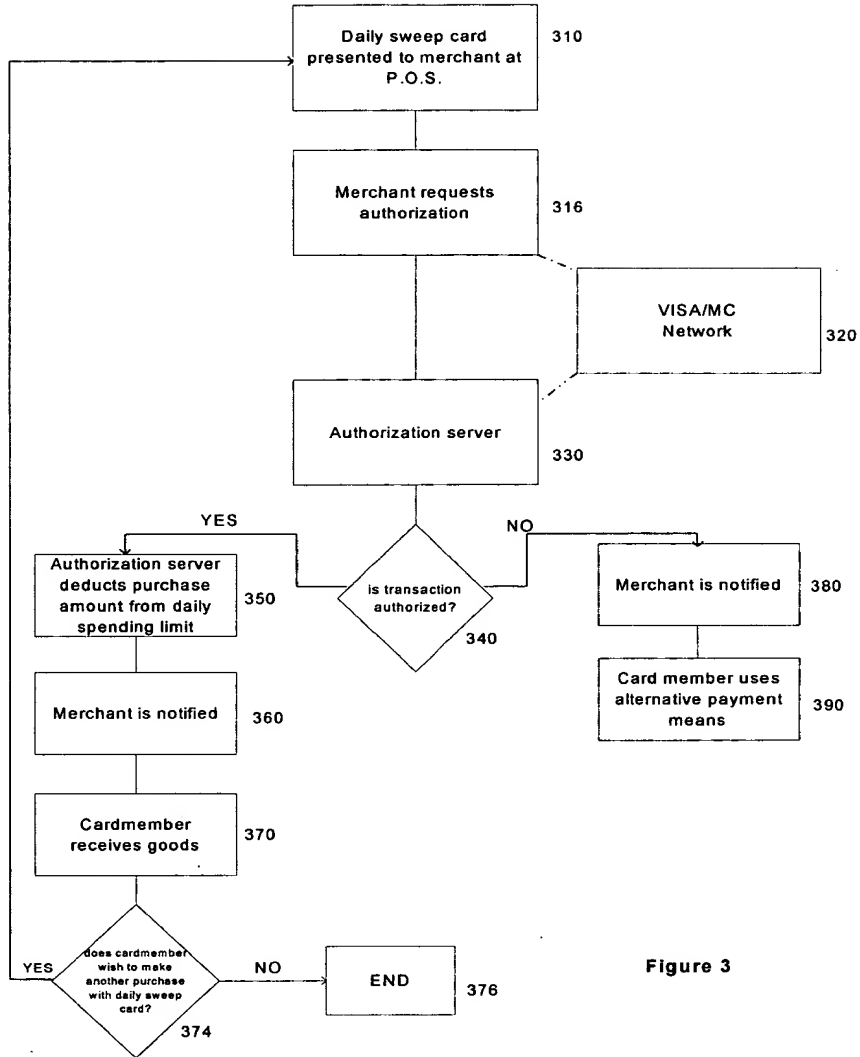 Daily sweep card
presented to merchant at
P.O.S.
310
Merchant requests
authorization
316
VISA/MC
Network
320
Authorization server
330
YES
NO
is transaction
authorized?
340
Authorization server
deducts purchase
amount from daily
spending limit
350
Merchant is notified
380
Merchant is notified
360
Card member uses
alternative payment
means
390
Cardmember
receives goods
370
does cardmember
wish to make
another purchase
with daily sweep
card?
374
YES
NO
END
376
Figure 3